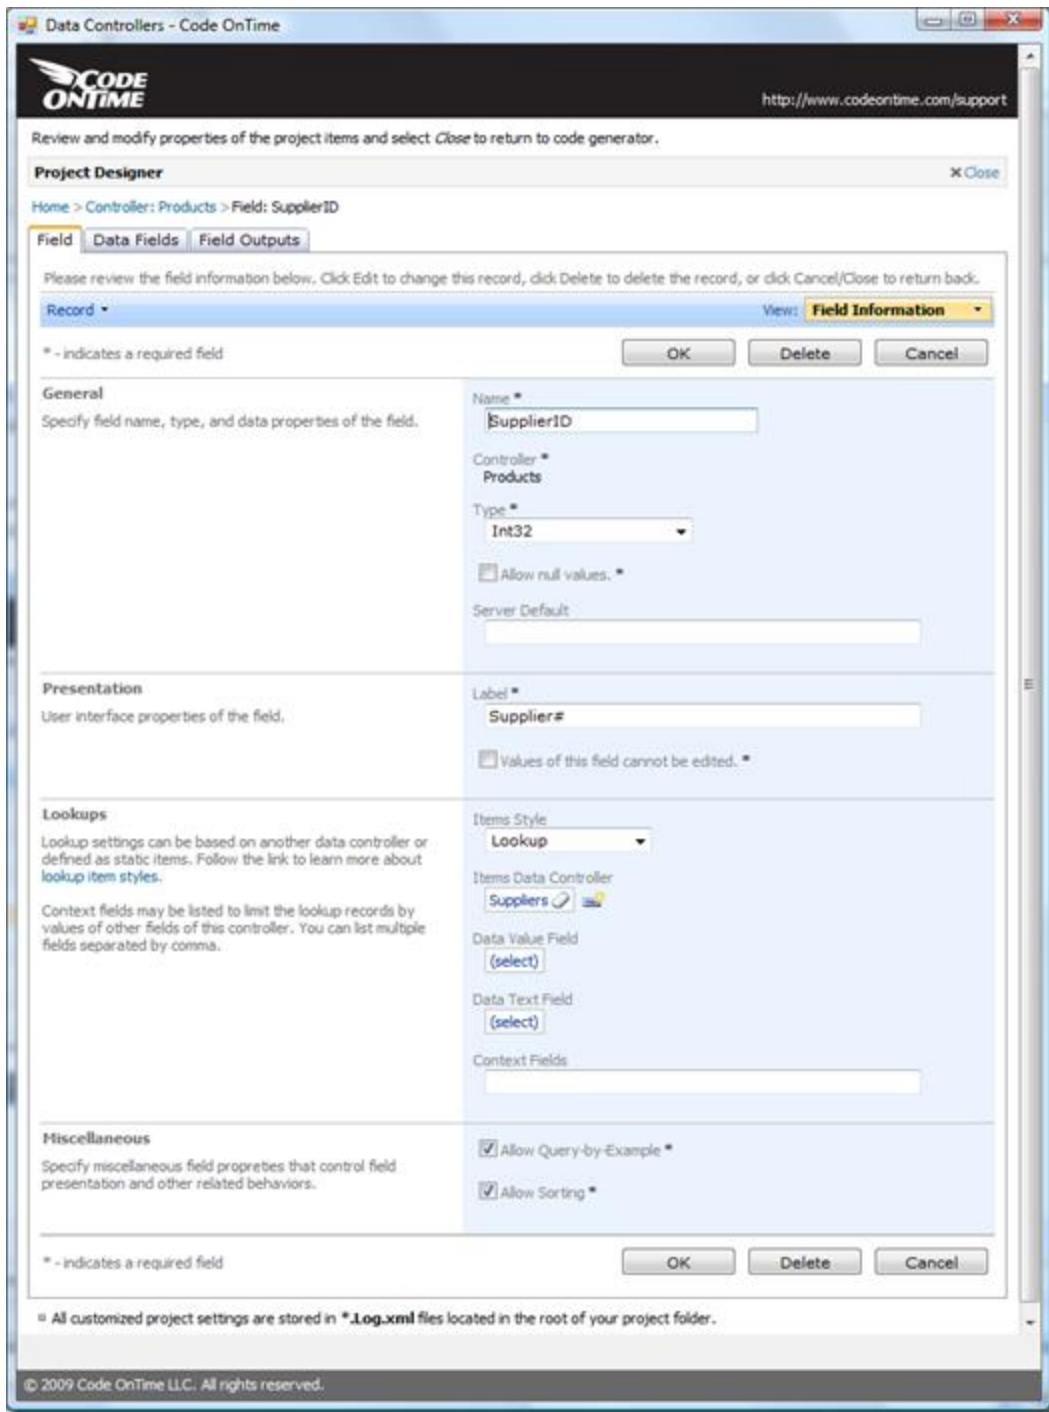 Data Controllers - Code OnTime
CODE
ONTIME
http://www.codeontime.com/support
Review and modify properties of the project items and select Close to return to code generator.
Project Designer
Close
Home > Controller: Products > Field: SupplierID
Field Data Fields Field Outputs
Please review the field information below. Click Edit to change this record, click Delete to delete the record, or click Cancel/Close to return back.
Record View: Field Information
* - indicates a required field OK Delete Cancel
General
Specify field name, type, and data properties of the field.
Name *
SupplierID
Controller *
Products
Type *
Int32
Allow null values. *
Server Default
Presentation
User interface properties of the field.
Label *
Supplier#
Values of this field cannot be edited. *
Lookups
Lookup settings can be based on another data controller or
defined as static items. Follow the link to learn more about
lookup item styles.
Context fields may be listed to limit the lookup records by
values of other fields of this controller. You can list multiple
fields separated by comma.
Items Style
Lookup
Items Data Controller
Suppliers
Data Value Field
(select)
Data Text Field
(select)
Context Fields
Miscellaneous
Specify miscellaneous field propreties that control field
presentation and other related behaviors.
Allow Query-by-Example *
Allow Sorting *
* - indicates a required field OK Delete Cancel
All customized project settings are stored in *.Log.xml files located in the root of your project folder.
© 2009 Code OnTime LLC. All rights reserved.